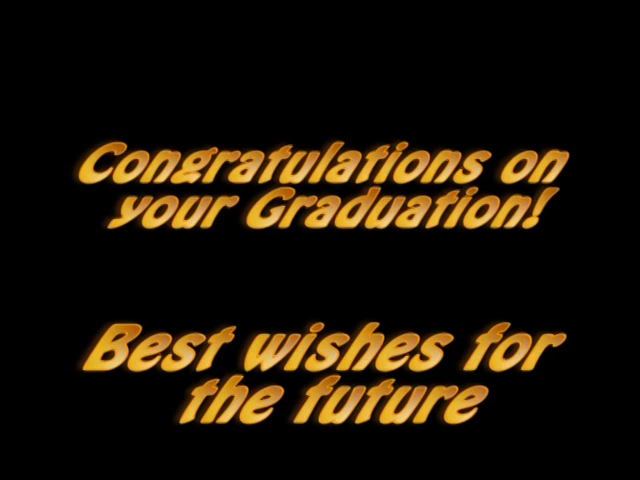 Congratulations on
your Graduation!
Best wishes for
the future